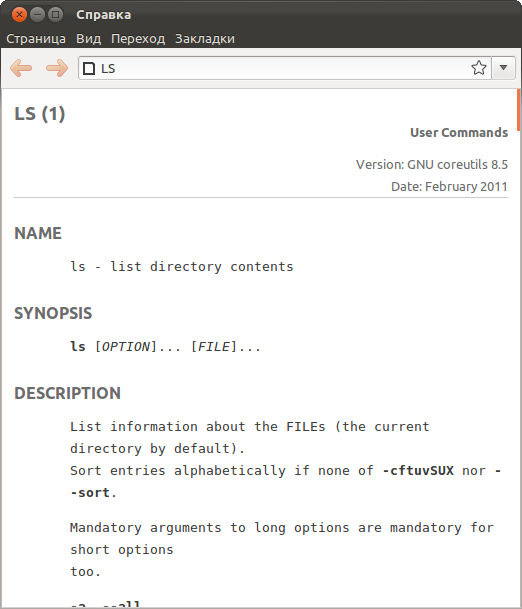 Справка
Страница Вид Переход Закладки
LS
LS (1)
User Commands
Version: GNU coreutils 8.5
Date: February 2011
NAME
ls - list directory contents
SYNOPSIS
ls [OPTION]... [FILE]...
DESCRIPTION
List information about the FILEs (the current
directory by default).
Sort entries alphabetically if none of -cftuvSUX nor -
-sort.
Mandatory arguments to long options are mandatory for
short options
too.
-a, --all